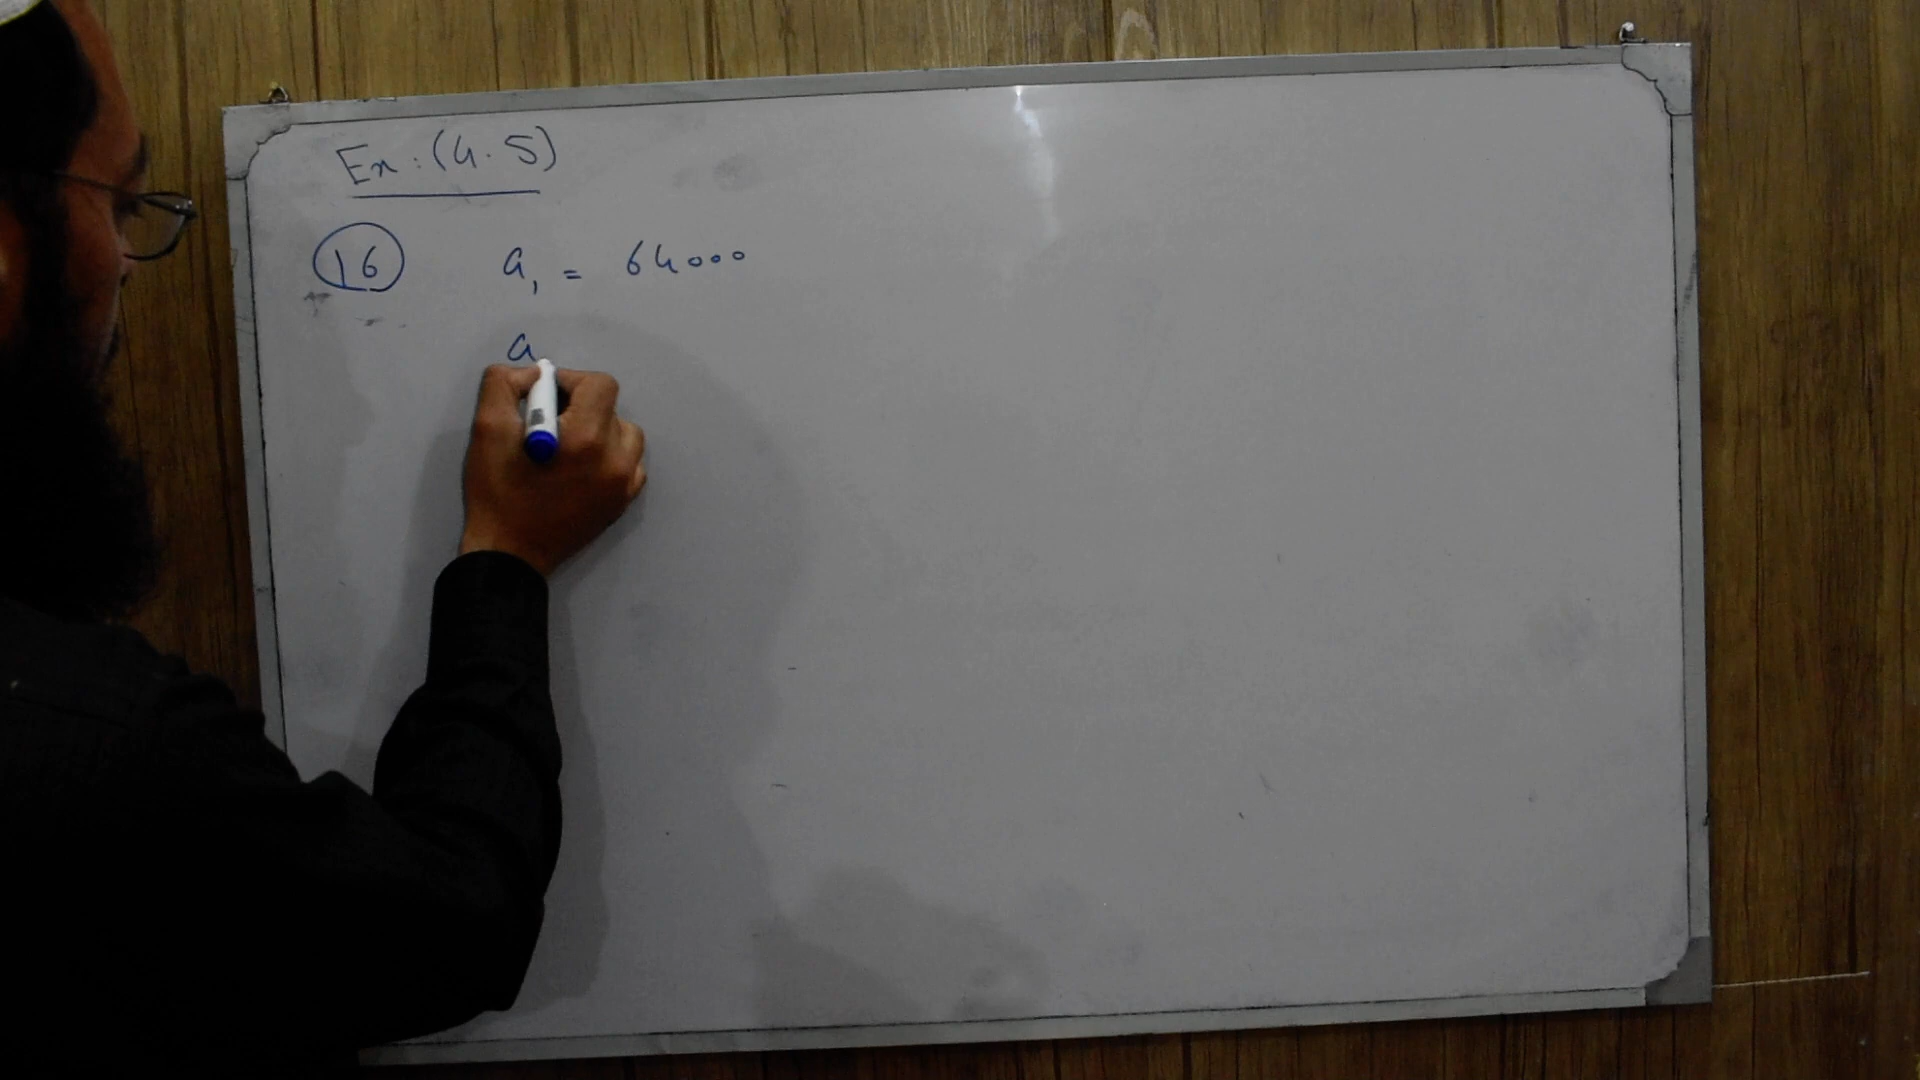 Ex: (4.5)
16 a₁ = 64000
a